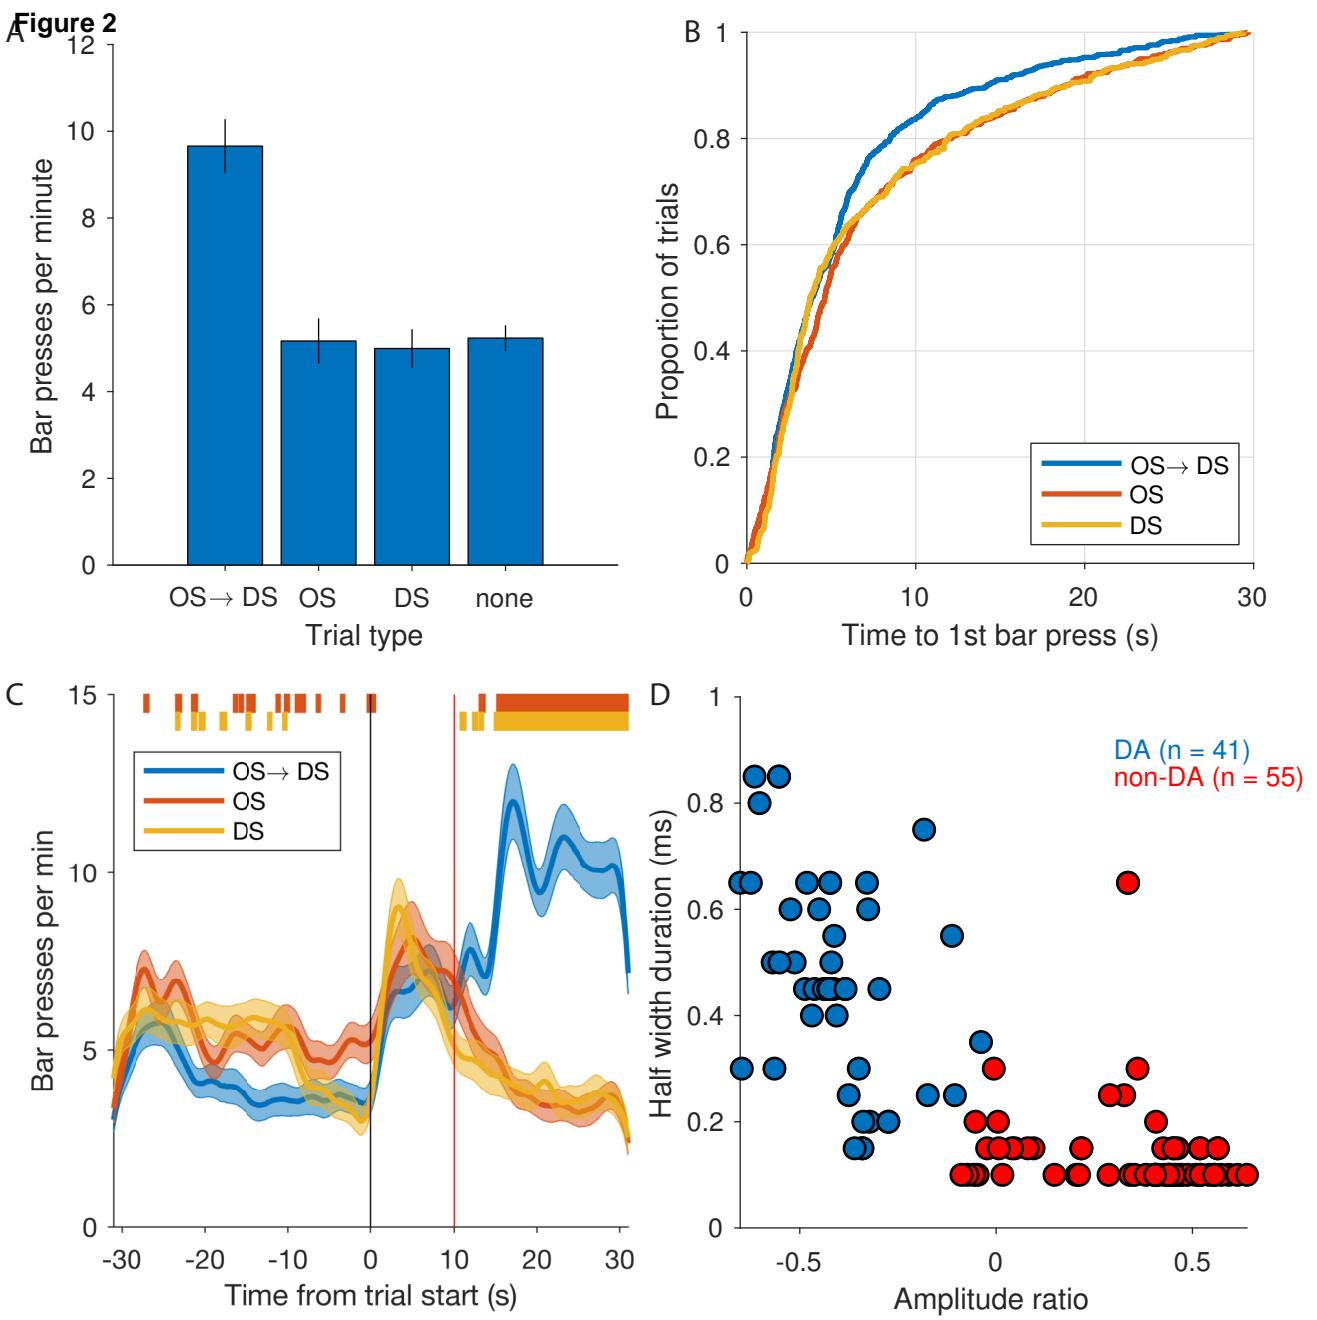 Figure 2
A
12
10
8
6
4
2
0
Bar presses per minute
OS→ DS OS DS none
Trial type
B
1
0.8
0.6
0.4
0.2
0
Proportion of trials
OS→ DS
OS
DS
0 10 20 30
Time to 1st bar press (s)
C
15
10
5
0
Bar presses per min
OS→ DS
OS
DS
-30 -20 -10 0 10 20 30
Time from trial start (s)
D
1
0.8
0.6
0.4
0.2
0
Half width duration (ms)
DA (n = 41)
non-DA (n = 55)
-0.5 0 0.5
Amplitude ratio